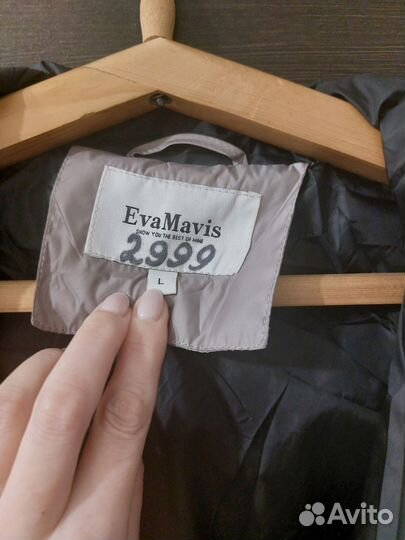 EvaMavis
SHOW YOU THE BEST OF MINE
2999
L
Avito